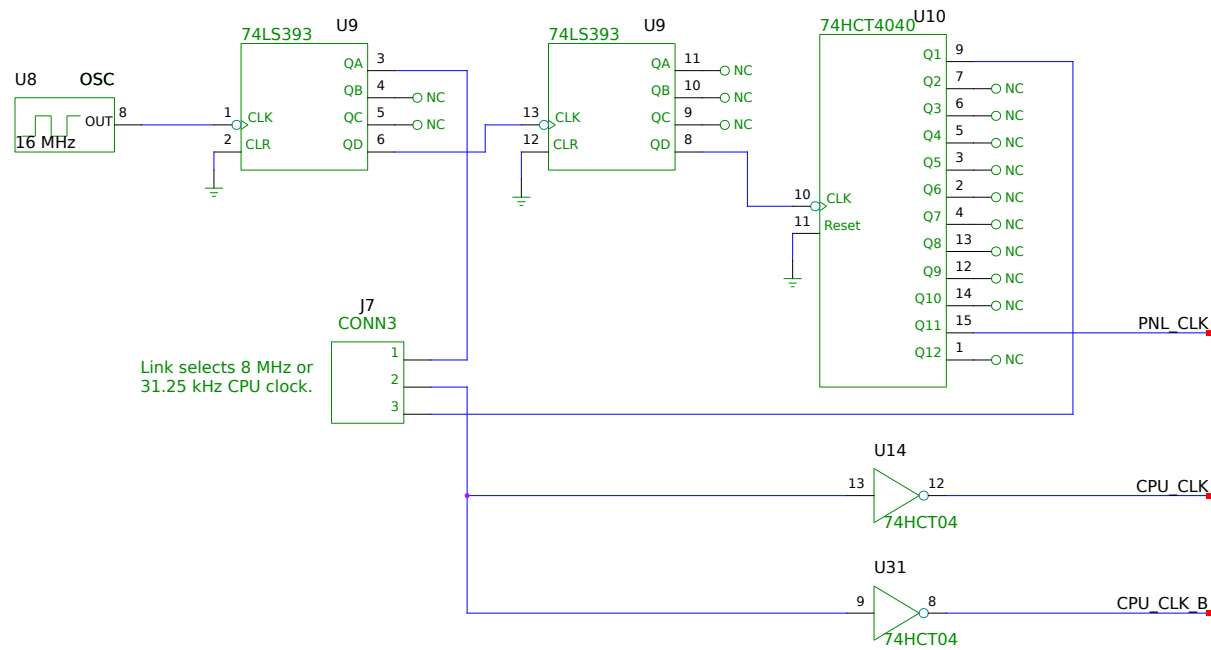 U8 OSC
OUT
8
16 MHz
74LS393 U9
1 CLK
2 CLR
QA 3
QB 4 NC
QC 5 NC
QD 6
74LS393 U9
13 CLK
12 CLR
QA 11 NC
QB 10 NC
QC 9 NC
QD 8
74HCT4040 U10
10 CLK
11 Reset
Q1 9
Q2 7 NC
Q3 6 NC
Q4 5 NC
Q5 3 NC
Q6 2 NC
Q7 4 NC
Q8 13 NC
Q9 12 NC
Q10 14 NC
Q11 15 PNL_CLK
Q12 1 NC
J7
CONN3
1
2
3
Link selects 8 MHz or
31.25 kHz CPU clock.
U14
13 12 CPU_CLK
74HCT04
U31
9 8 CPU_CLK_B
74HCT04